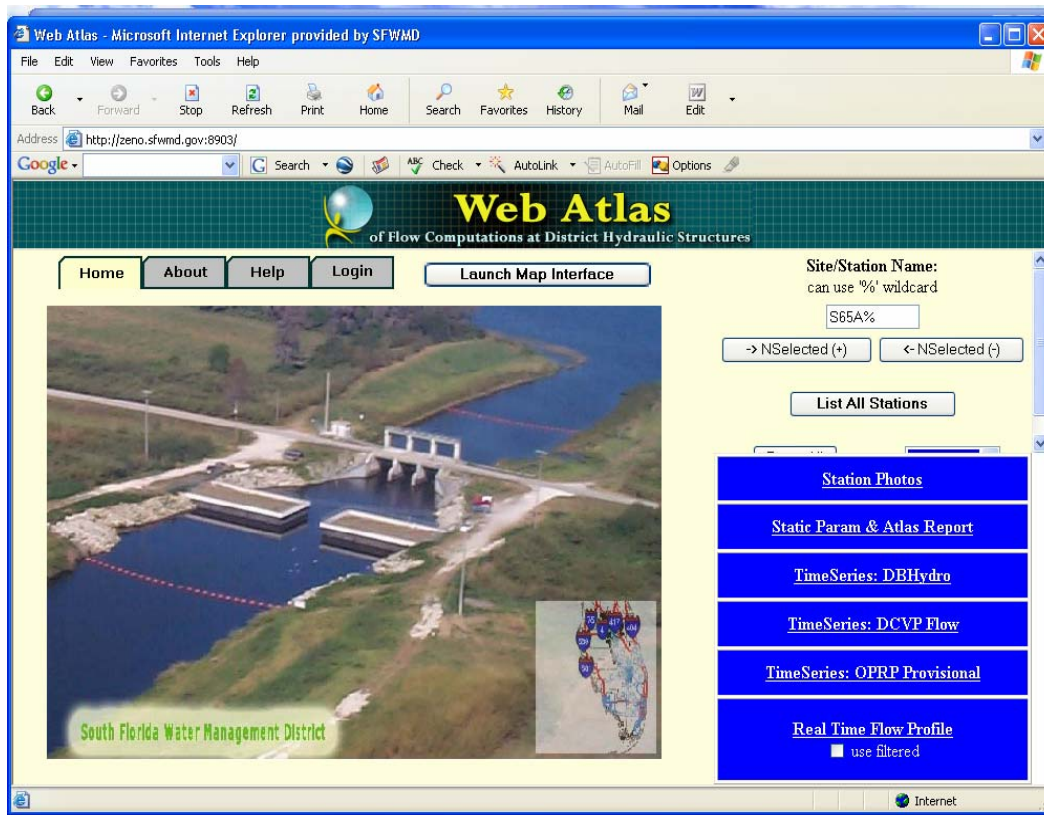 Web Atlas - Microsoft Internet Explorer provided by SFWMD
File Edit View Favorites Tools Help
Back Forward Stop Refresh Print Home Search Favorites History Mail Edit
Address http://zeno.sfwmd.gov:8903/
Google Search ABC Check AutoLink AutoFill Options
Web Atlas
of Flow Computations at District Hydraulic Structures
Home About Help Login Launch Map Interface
Site/Station Name:
can use '%' wildcard
S65A%
-> NSelected (+) <- NSelected (-)
List All Stations
Station Photos
Static Param & Atlas Report
TimeSeries: DBHydro
TimeSeries: DCVP Flow
TimeSeries: OPRP Provisional
Real Time Flow Profile
use filtered
South Florida Water Management District
Internet